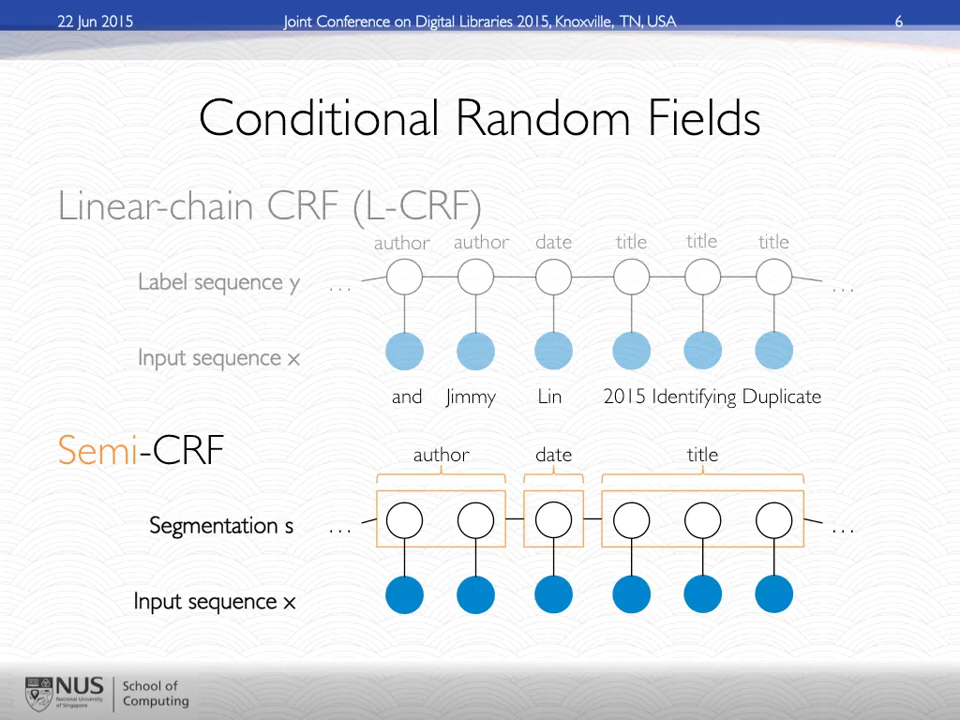 22 Jun 2015 Joint Conference on Digital Libraries 2015, Knoxville, TN, USA 6
Conditional Random Fields
Linear-chain CRF (L-CRF)
author author date title title title
Label sequence y ... ...
Input sequence x
and Jimmy Lin 2015 Identifying Duplicate
Semi-CRF
author date title
Segmentation s ... ...
Input sequence x
NUS
National University
of Singapore
School of
Computing